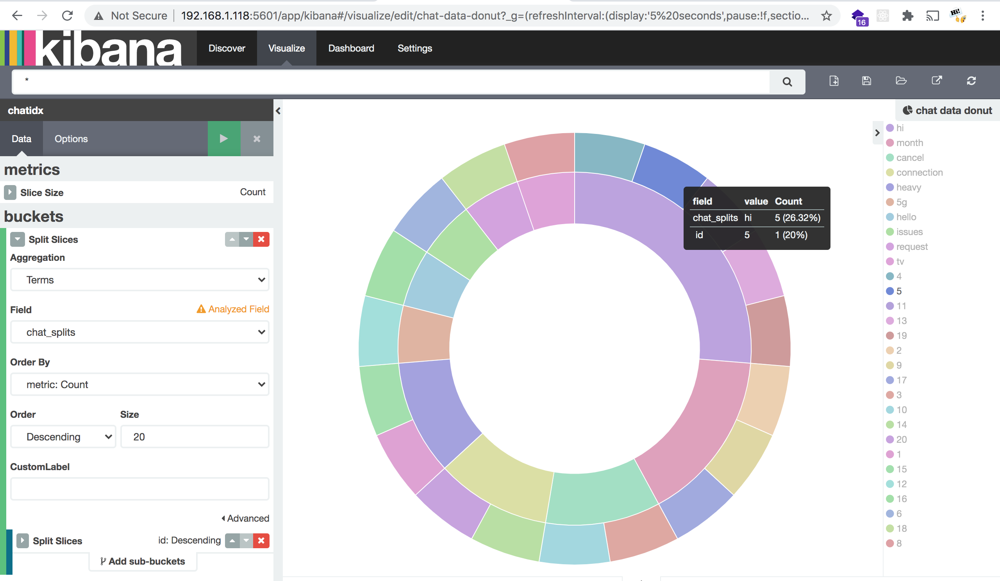 Not Secure 192.168.1.118:5601/app/kibana#/visualize/edit/chat-data-donut?_g=(refreshInterval:(display:'5%20seconds',pause:!f,sectio...
16
Hi!
kibana Discover Visualize Dashboard Settings
*
chatidx
chat data donut
Data Options
metrics
Slice Size Count
buckets
Split Slices
Aggregation
Terms
Field Analyzed Field
chat_splits
Order By
metric: Count
Order Size
Descending 20
CustomLabel
Advanced
Split Slices id: Descending
Add sub-buckets
field value Count
chat_splits hi 5 (26.32%)
id 5 1 (20%)
hi
month
cancel
connection
heavy
5g
hello
issues
request
tv
4
5
11
13
19
2
9
17
3
10
14
20
1
15
12
16
6
18
8